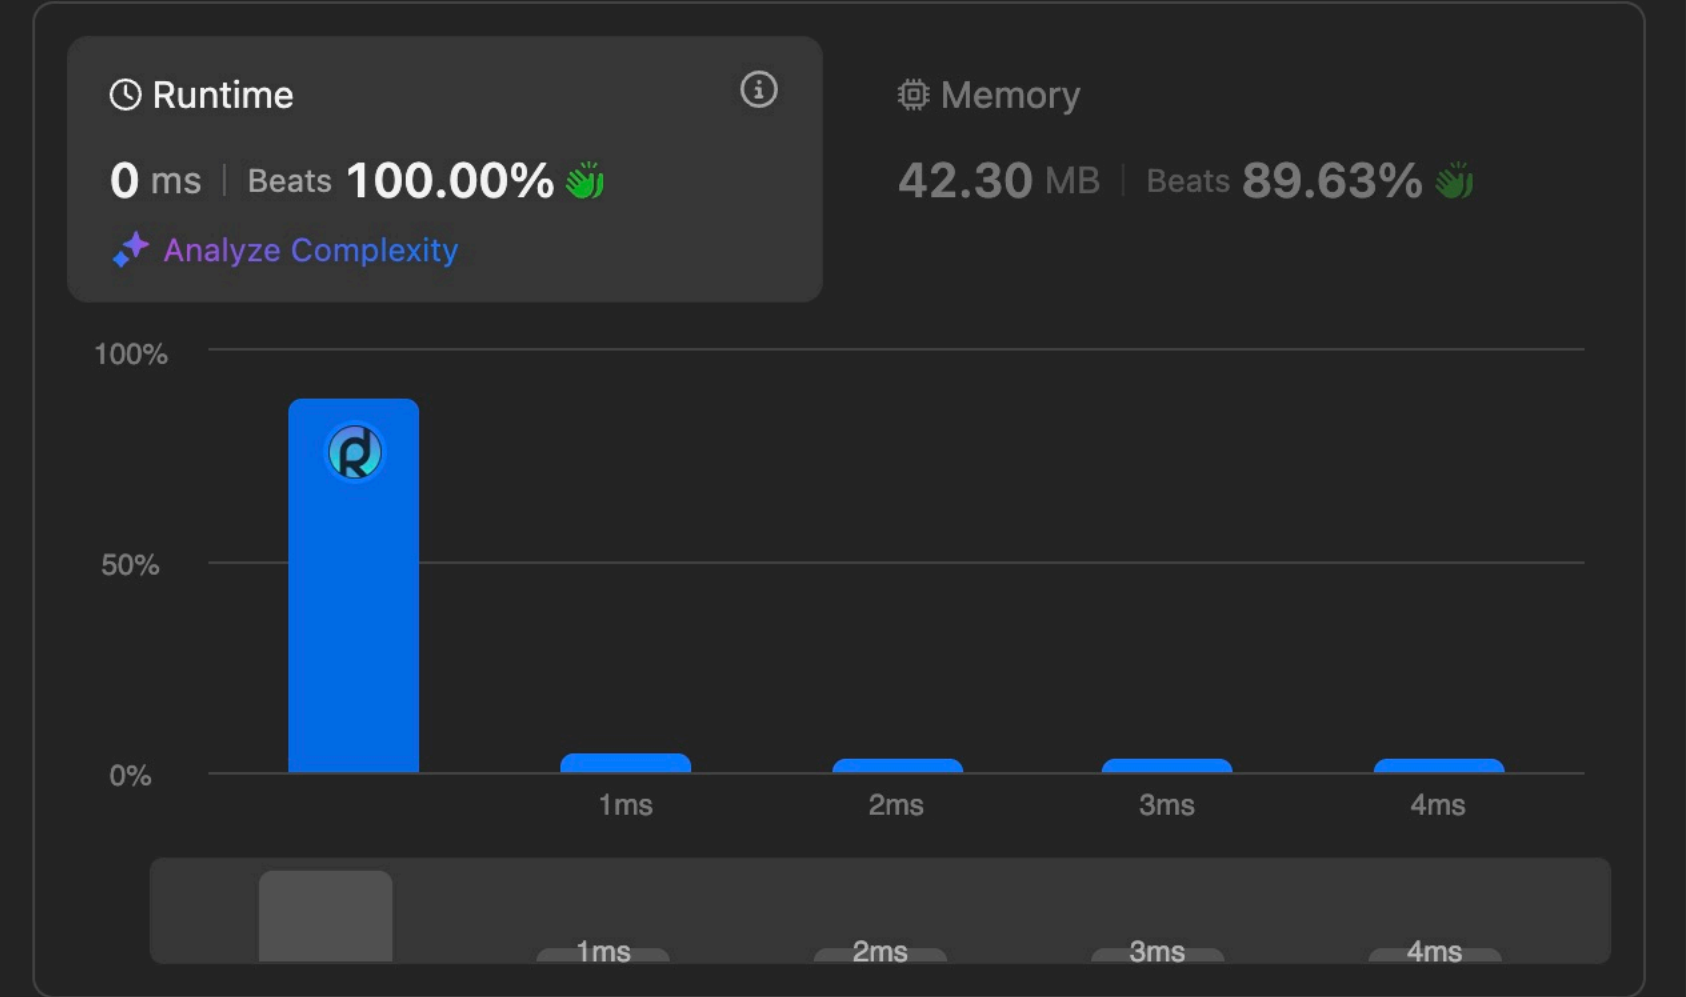 Runtime
0 ms | Beats 100.00%
Analyze Complexity
Memory
42.30 MB | Beats 89.63%
100%
50%
0%
1ms 2ms 3ms 4ms
1ms 2ms 3ms 4ms